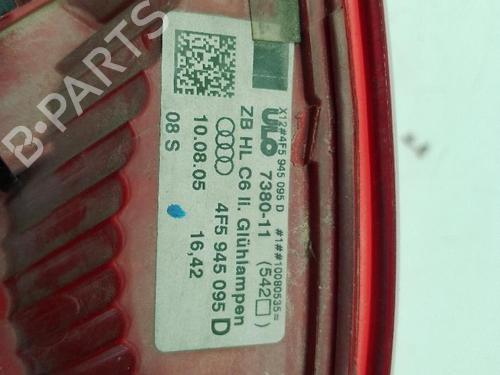 X12#4F5 945 095 D #1##10080535=
ULO 7380-11 (542□)
ZB HL C6 li. Glühlampen
4F5 945 095 D
10.08.05 16,42
08 S
B-PARTS